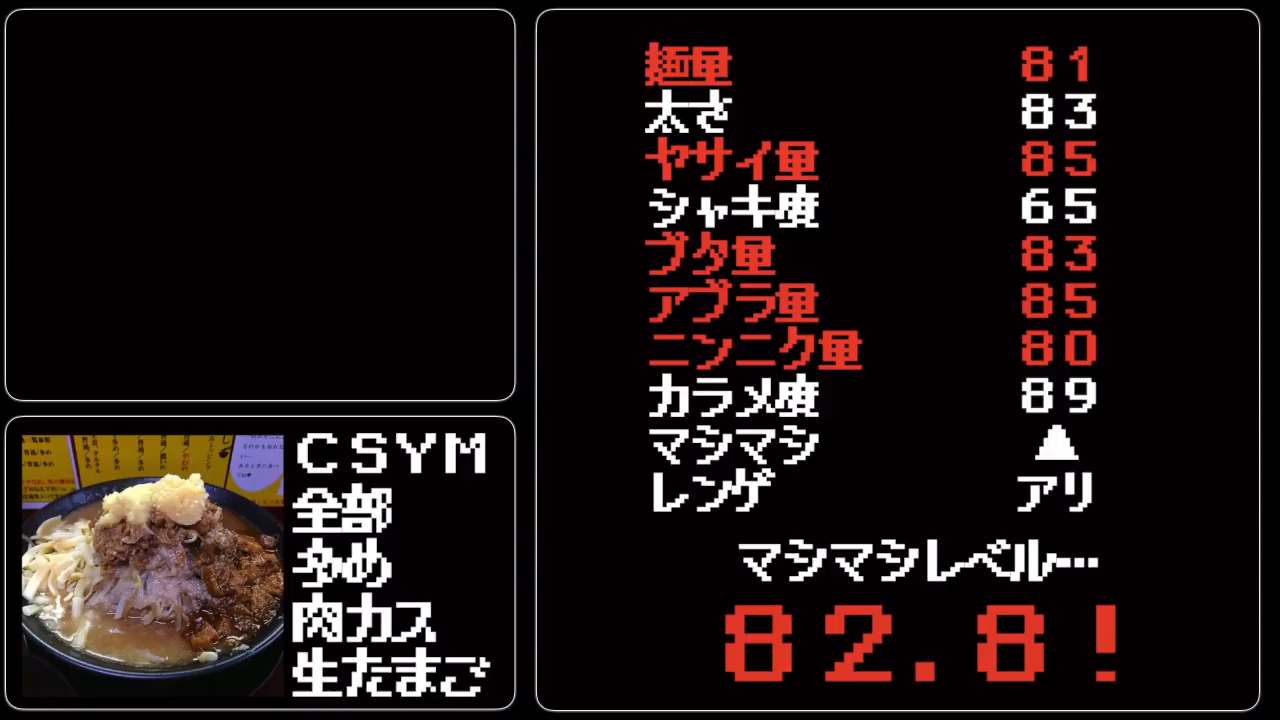 麺量 81
太さ 83
ヤサイ量 85
シャキ度 65
ブタ量 83
アブラ量 85
ニンニク量 80
カラメ度 89
マシマシ ▲
レンゲ アリ
マシマシレベル…
82.8!
CSYM
全部
多め
肉カス
生たまご